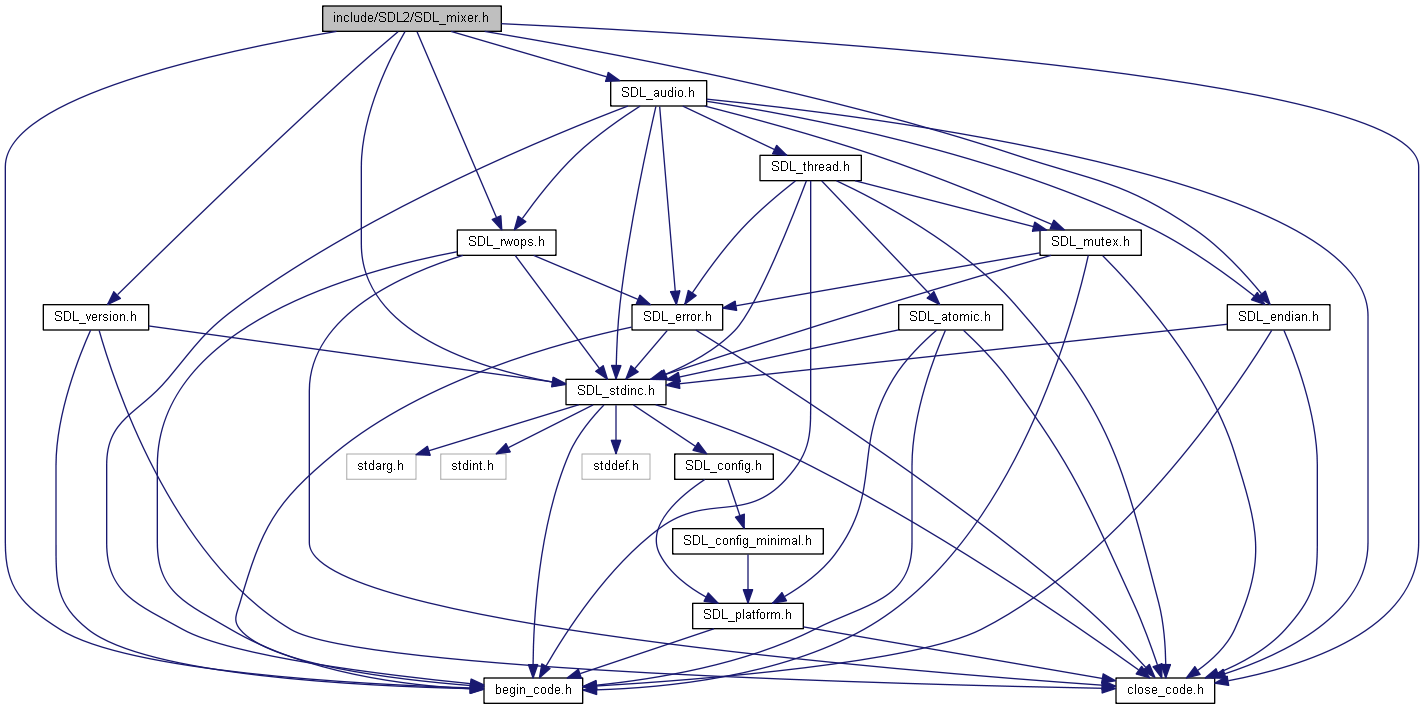 include/SDL2/SDL_mixer.h
SDL_audio.h
SDL_thread.h
SDL_rwops.h
SDL_mutex.h
SDL_version.h
SDL_error.h
SDL_atomic.h
SDL_endian.h
SDL_stdinc.h
stdarg.h
stdint.h
stddef.h
SDL_config.h
SDL_config_minimal.h
SDL_platform.h
begin_code.h
close_code.h